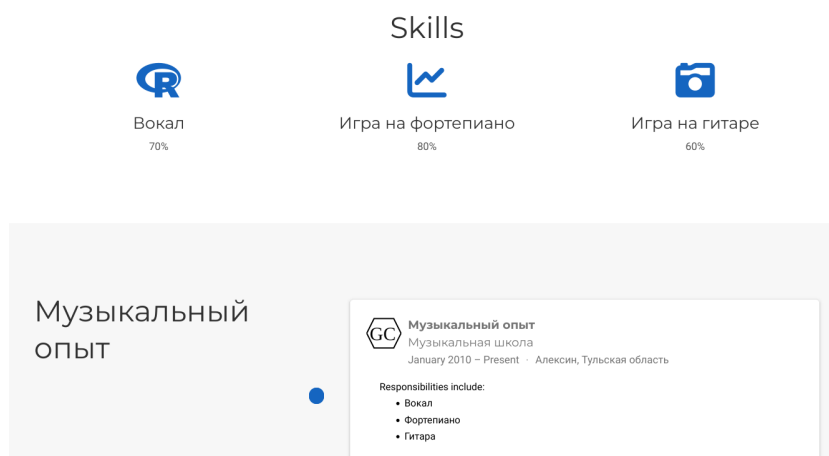 Skills
R
Вокал
70%
Игра на фортепиано
80%
Игра на гитаре
60%
Музыкальный
опыт
GC
Музыкальный опыт
Музыкальная школа
January 2010 – Present · Алексин, Тульская область
Responsibilities include:
• Вокал
• Фортепиано
• Гитара